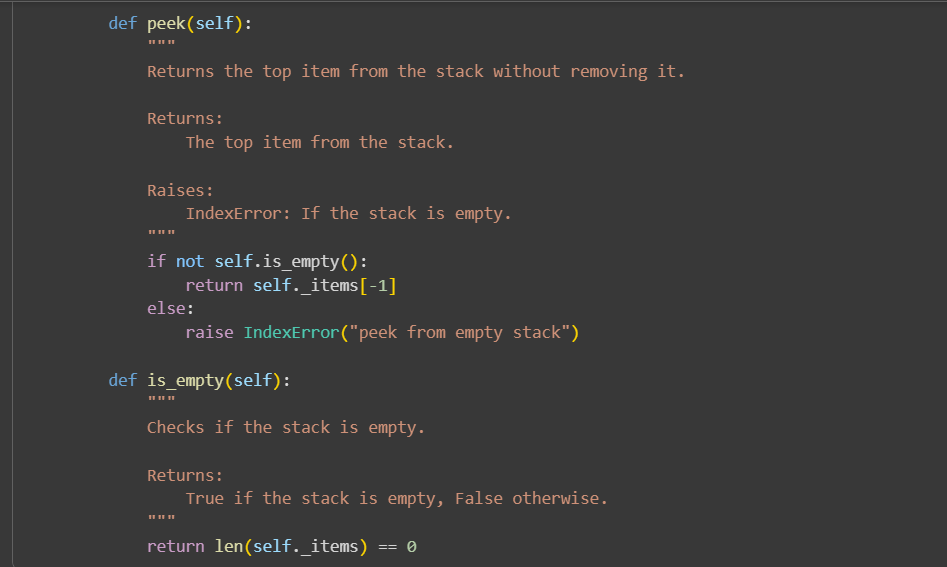 def peek(self):
"""
Returns the top item from the stack without removing it.
Returns:
The top item from the stack.
Raises:
IndexError: If the stack is empty.
"""
if not self.is_empty():
return self._items[-1]
else:
raise IndexError("peek from empty stack")
def is_empty(self):
"""
Checks if the stack is empty.
Returns:
True if the stack is empty, False otherwise.
"""
return len(self._items) == 0